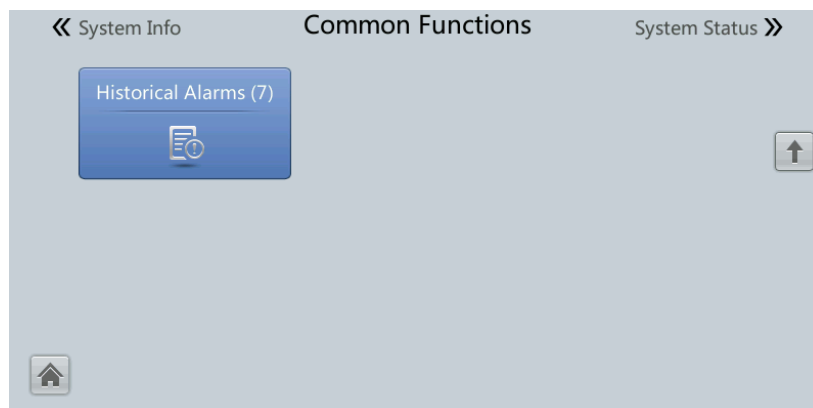 System Info
Common Functions
System Status
Historical Alarms (7)